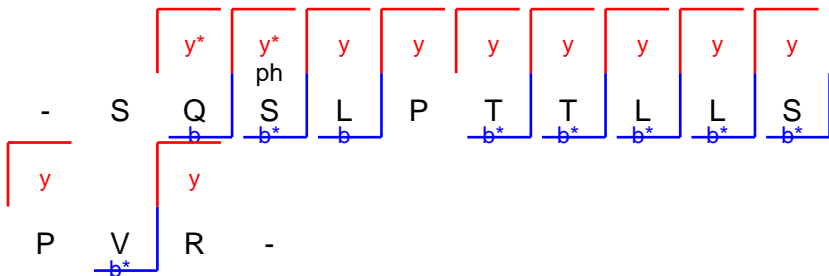 y* y* y y y y y y y
ph
- S Q S L P T T L L S
b b* b b* b* b* b* b*
y y
P V R -
b*